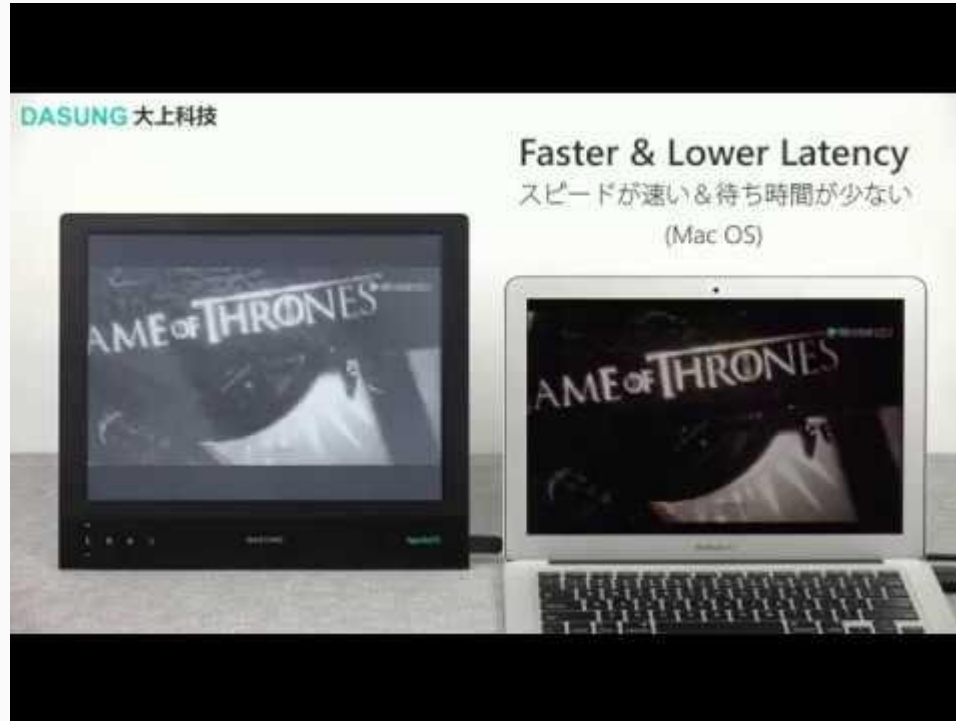 DASUNG 大上科技
Faster & Lower Latency
スピードが速い＆待ち時間が少ない
(Mac OS)
AME OF THRONES
AME OF THRONES
DASUNG